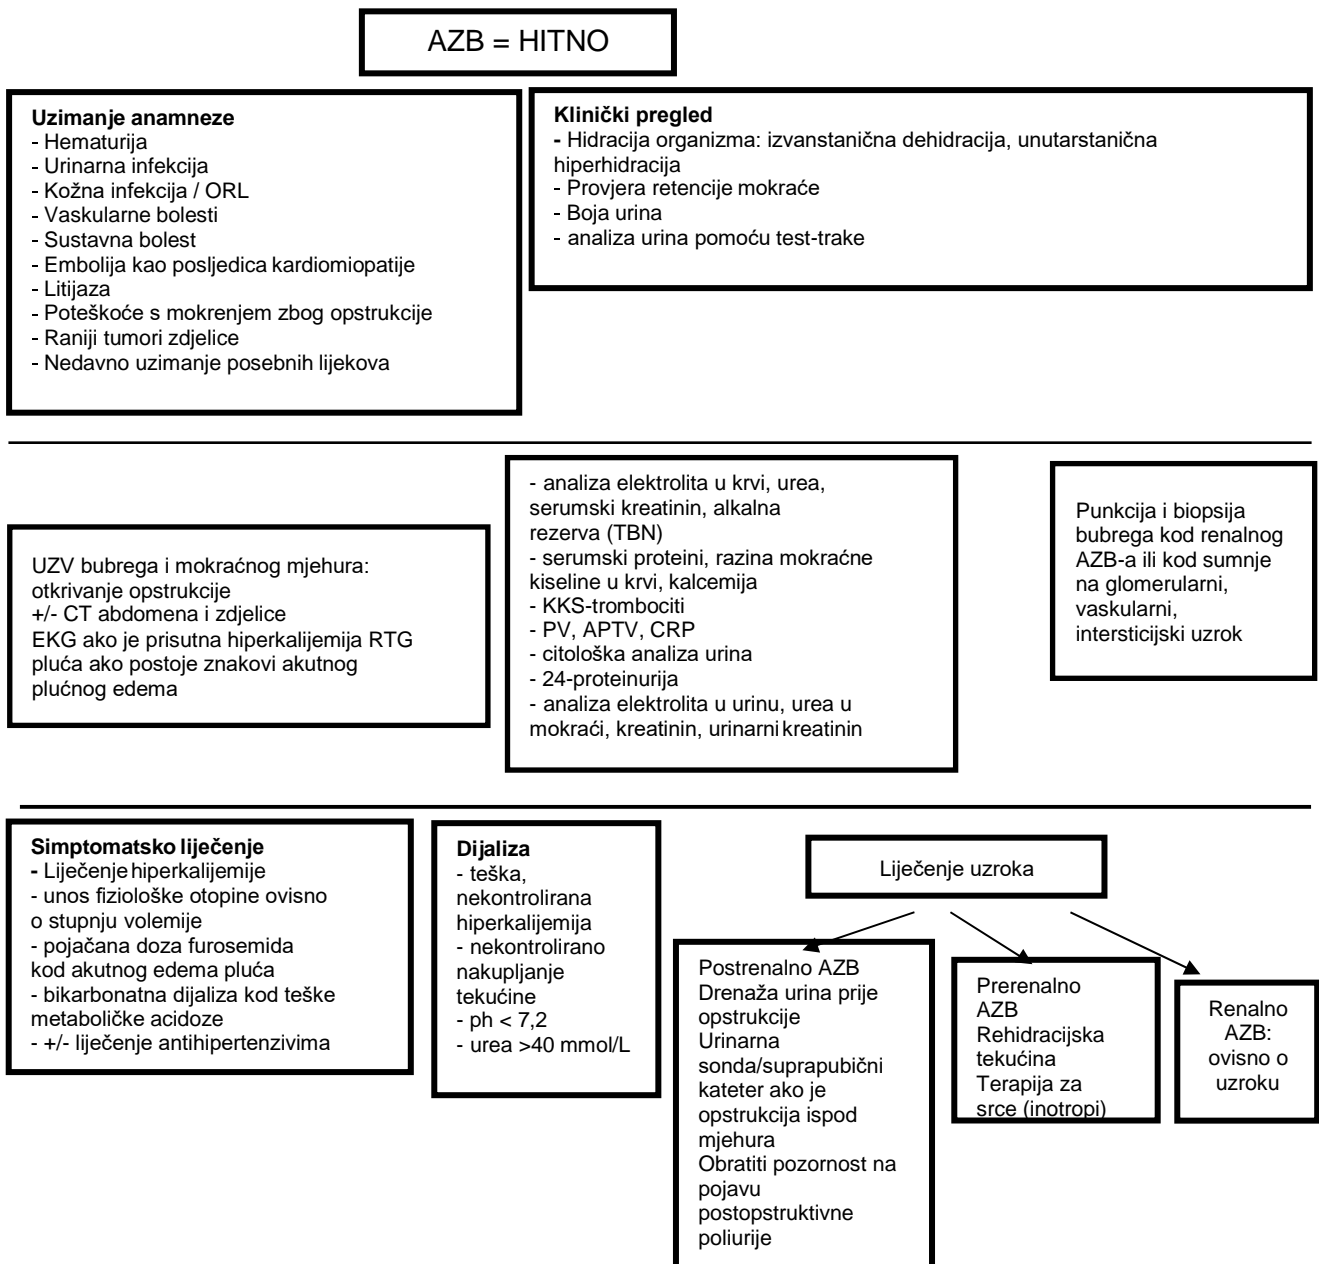 AZB = HITNO
Uzimanje anamneze
- Hematurija
- Urinarna infekcija
- Kožna infekcija / ORL
- Vaskularne bolesti
- Sustavna bolest
- Embolija kao posljedica kardiomiopatije
- Litijaza
- Poteškoće s mokrenjem zbog opstrukcije
- Raniji tumori zdjelice
- Nedavno uzimanje posebnih lijekova
Klinički pregled
- Hidracija organizma: izvanstanična dehidracija, unutarstanična
hiperhidracija
- Provjera retencije mokraće
- Boja urina
- analiza urina pomoću test-trake
UZV bubrega i mokraćnog mjehura:
otkrivanje opstrukcije
+/- CT abdomena i zdjelice
EKG ako je prisutna hiperkalijemija RTG
pluća ako postoje znakovi akutnog
plućnog edema
- analiza elektrolita u krvi, urea,
serumski kreatinin, alkalna
rezerva (TBN)
- serumski proteini, razina mokraćne
kiseline u krvi, kalcemija
- KKS-trombociti
- PV, APTV, CRP
- citološka analiza urina
- 24-proteinurija
- analiza elektrolita u urinu, urea u
mokraći, kreatinin, urinarni kreatinin
Punkcija i biopsija
bubrega kod renalnog
AZB-a ili kod sumnje
na glomerularni,
vaskularni,
intersticijski uzrok
Simptomatsko liječenje
- Liječenje hiperkalijemije
- unos fiziološke otopine ovisno
o stupnju volemije
- pojačana doza furosemida
kod akutnog edema pluća
- bikarbonatna dijaliza kod teške
metaboličke acidoze
- +/- liječenje antihipertenzivima
Dijaliza
- teška,
nekontrolirana
hiperkalijemija
- nekontrolirano
nakupljanje
tekućine
- ph < 7,2
- urea >40 mmol/L
Liječenje uzroka
Postrenalno AZB
Drenaža urina prije
opstrukcije
Urinarna
sonda/suprapubični
kateter ako je
opstrukcija ispod
mjehura
Obratiti pozornost na
pojavu
postopstruktivne
poliurije
Prerenalno
AZB
Rehidracijska
tekućina
Terapija za
srce (inotropi)
Renalno
AZB:
ovisno o
uzroku